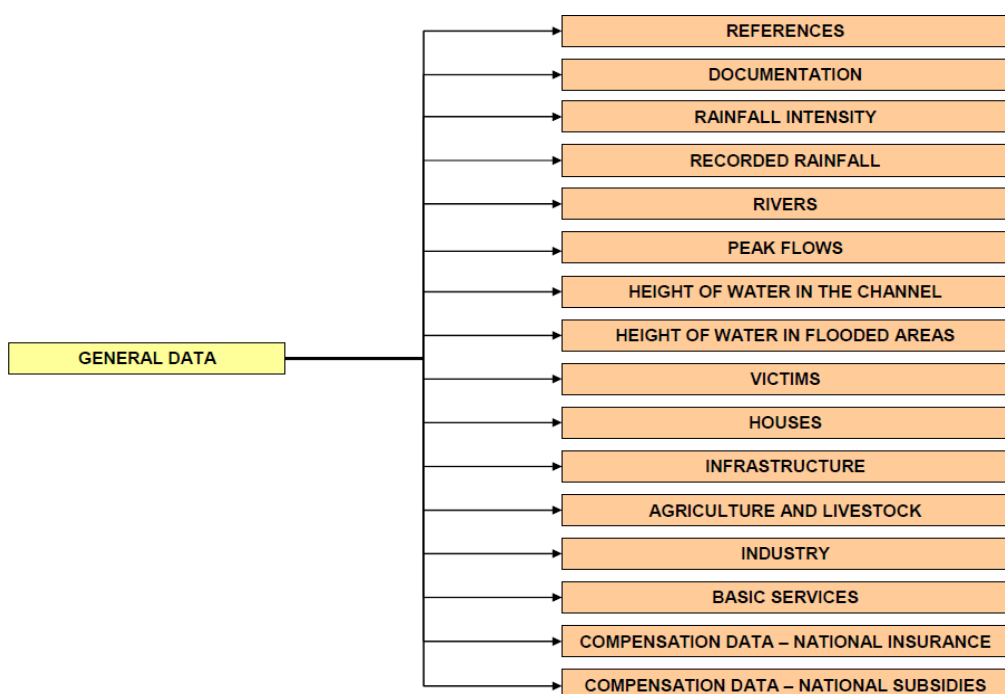 REFERENCES
DOCUMENTATION
RAINFALL INTENSITY
RECORDED RAINFALL
RIVERS
PEAK FLOWS
HEIGHT OF WATER IN THE CHANNEL
HEIGHT OF WATER IN FLOODED AREAS
GENERAL DATA
VICTIMS
HOUSES
INFRASTRUCTURE
AGRICULTURE AND LIVESTOCK
INDUSTRY
BASIC SERVICES
COMPENSATION DATA – NATIONAL INSURANCE
COMPENSATION DATA – NATIONAL SUBSIDIES